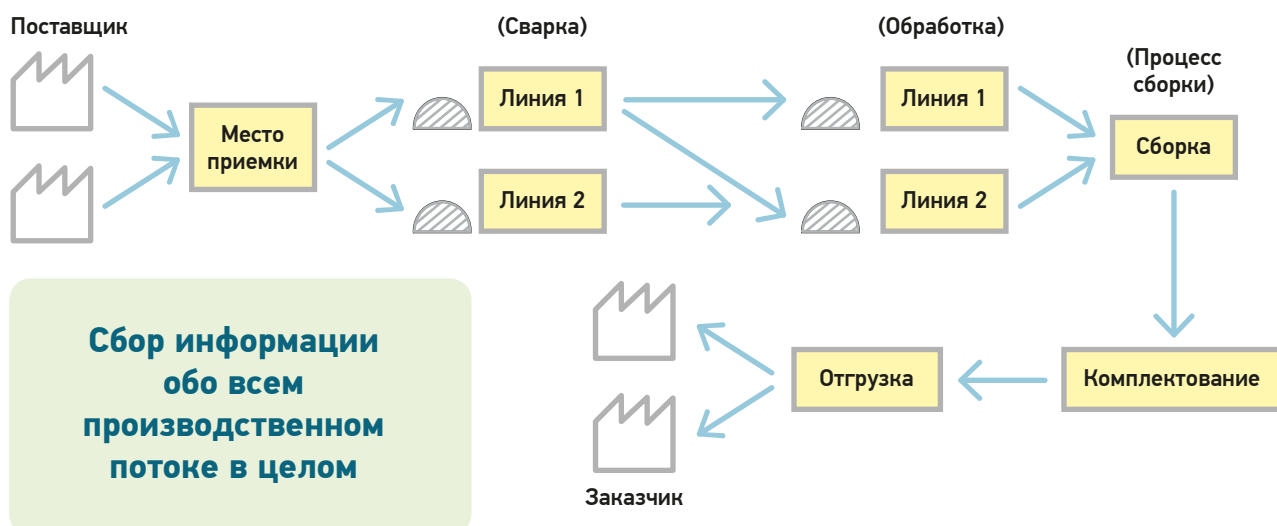 Поставщик
(Сварка)
(Обработка)
(Процесс
сборки)
Линия 1
Линия 1
Место
приемки
Сборка
Линия 2
Линия 2
Сбор информации
обо всем
производственном
потоке в целом
Отгрузка
Комплектование
Заказчик